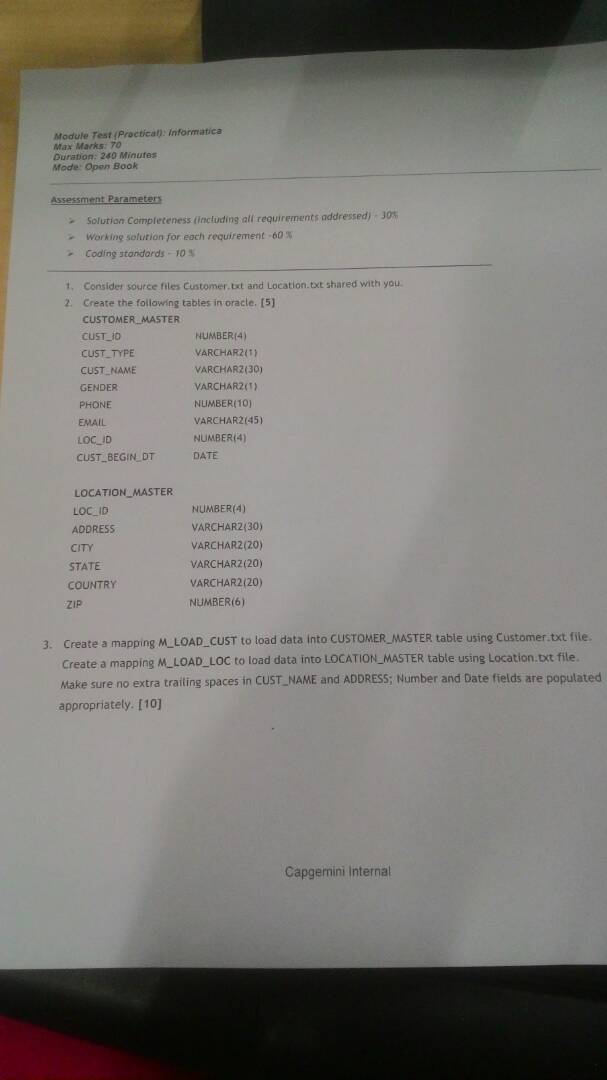 Module Test (Practical): Informatica
Max Marks: 70
Duration: 240 Minutes
Mode: Open Book
Assessment Parameters
➢ Solution Completeness (including all requirements addressed) - 30%
➢ Working solution for each requirement -60 %
➢ Coding standards - 10 %
1. Consider source files Customer.txt and Location.txt shared with you.
2. Create the following tables in oracle. [5]
CUSTOMER_MASTER
CUST_ID NUMBER(4)
CUST_TYPE VARCHAR2(1)
CUST_NAME VARCHAR2(30)
GENDER VARCHAR2(1)
PHONE NUMBER(10)
EMAIL VARCHAR2(45)
LOC_ID NUMBER(4)
CUST_BEGIN_DT DATE
LOCATION_MASTER
LOC_ID NUMBER(4)
ADDRESS VARCHAR2(30)
CITY VARCHAR2(20)
STATE VARCHAR2(20)
COUNTRY VARCHAR2(20)
ZIP NUMBER(6)
3. Create a mapping M_LOAD_CUST to load data into CUSTOMER_MASTER table using Customer.txt file.
Create a mapping M_LOAD_LOC to load data into LOCATION_MASTER table using Location.txt file.
Make sure no extra trailing spaces in CUST_NAME and ADDRESS; Number and Date fields are populated
appropriately. [10]
Capgemini Internal